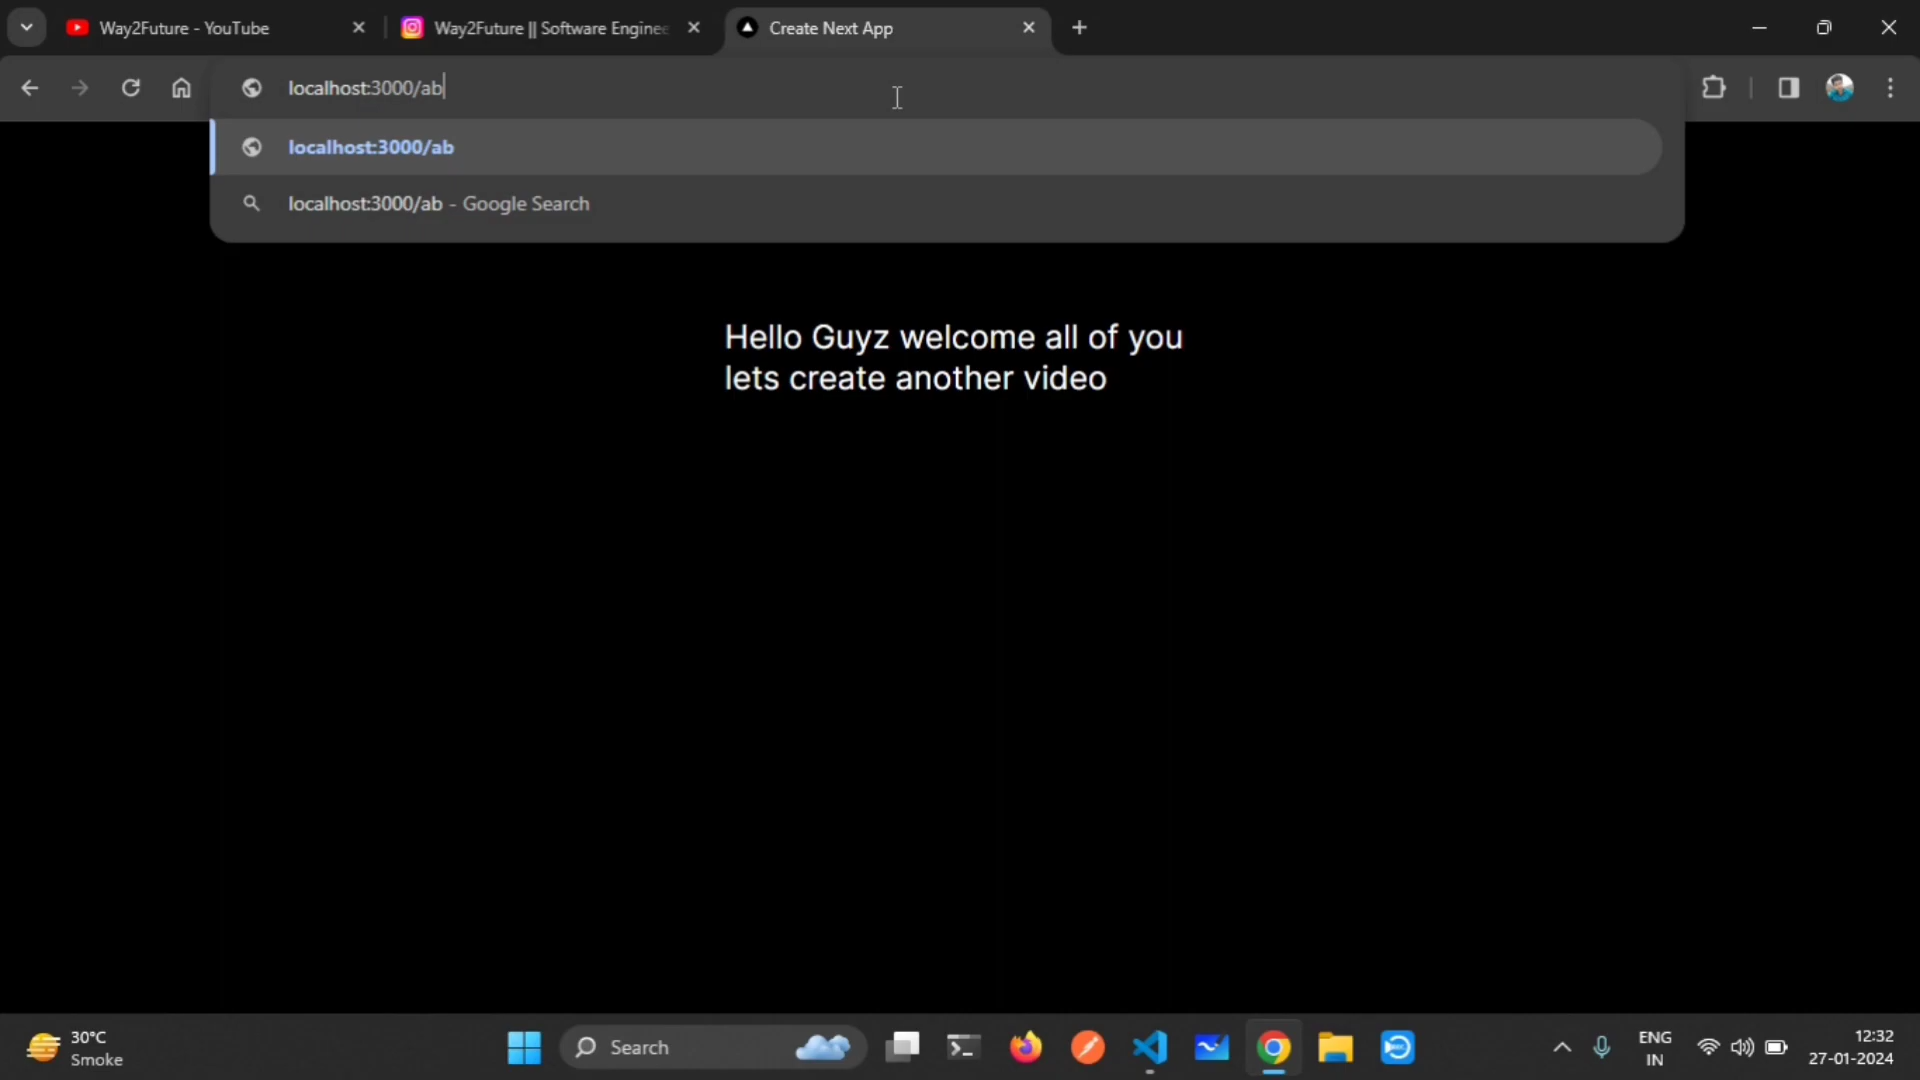 Way2Future - YouTube
Way2Future || Software Enginee
Create Next App
localhost:3000/ab
localhost:3000/ab
localhost:3000/ab - Google Search
Hello Guyz welcome all of you
lets create another video
30°C
Smoke
Search
ENG
IN
12:32
27-01-2024